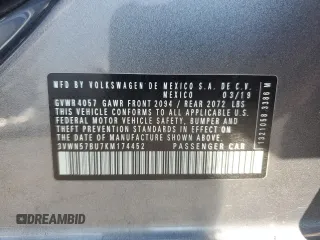 MFD BY VOLKSWAGEN DE MEXICO S.A. DE C.V.
MEXICO 03/19
GVWR 4057 GAWR FRONT 2094 / REAR 2072 LBS
THIS VEHICLE CONFORMS TO ALL APPLICABLE U.S.
FEDERAL MOTOR VEHICLE SAFETY, BUMPER AND
THEFT PREVENTION STANDARDS IN EFFECT ON THE
DATE OF MANUFACTURE SHOWN ABOVE.
3VWN57BU7KM174452 PASSENGER CAR
1331058 3386 M
DREAMBID